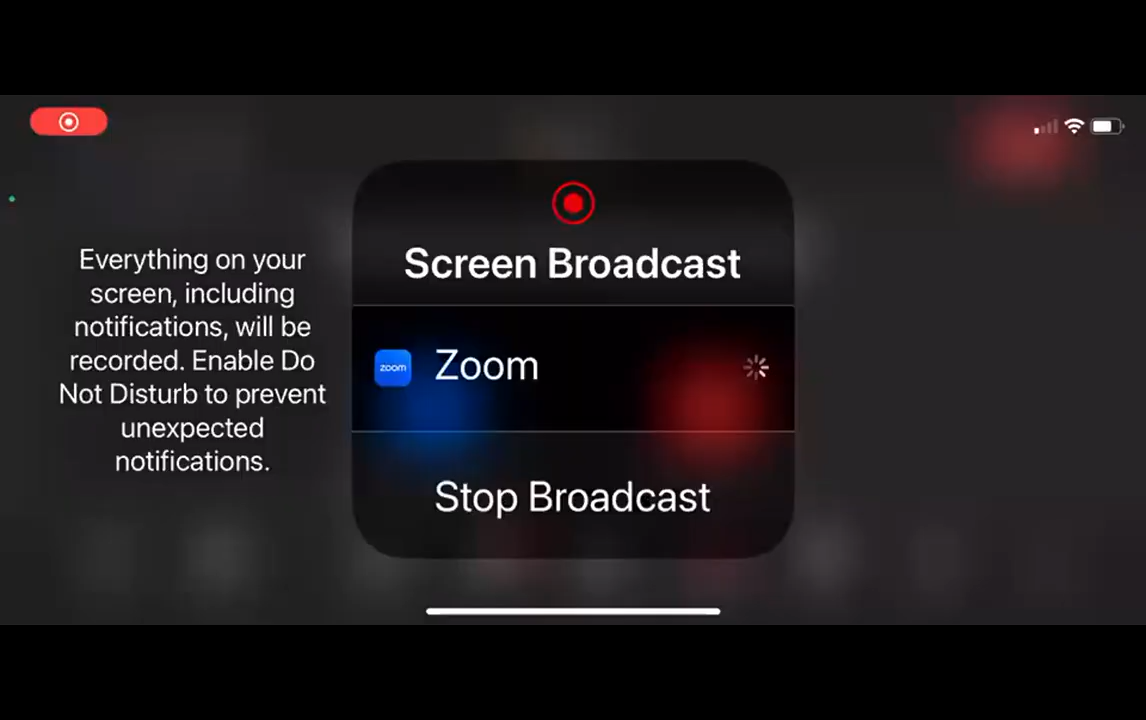 Everything on your
screen, including
notifications, will be
recorded. Enable Do
Not Disturb to prevent
unexpected
notifications.
Screen Broadcast
zoom
Zoom
Stop Broadcast